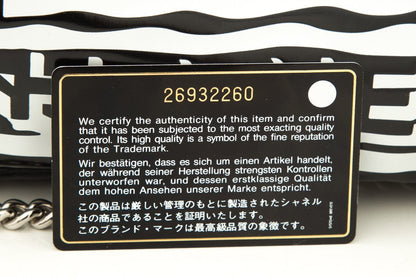 26932260
We certify the authenticity of this item and confirm
that it has been subjected to the most exacting quality
control. Its high quality is a symbol of the fine reputation
of the Trademark.
Wir bestätigen, dass es sich um einen Artikel handelt,
der während seiner Herstellung strengsten Kontrollen
unterworfen war, und dessen erstklassige Qualität
dem hohen Ansehen unserer Marke entspricht.
この製品は厳しい管理のもとに製造されたシャネル
社の商品であることを証明いたします。
このブランド・マークは最高級品質の象徴です。